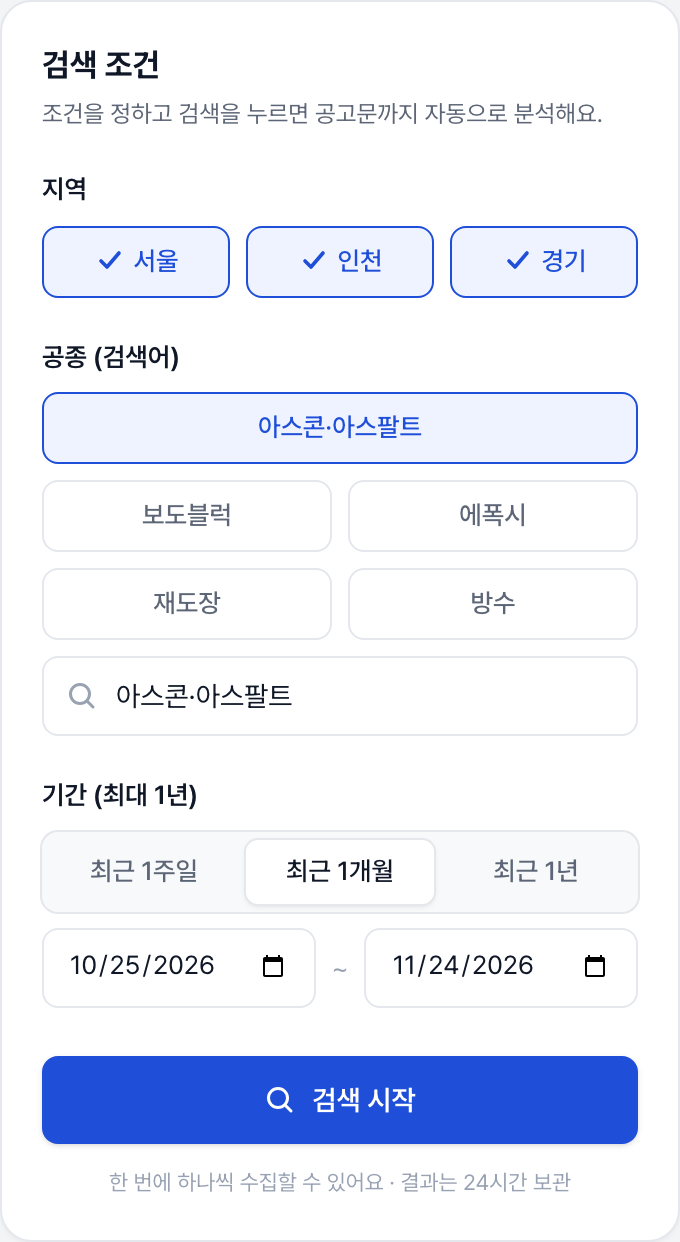 검색 조건
조건을 정하고 검색을 누르면 공고문까지 자동으로 분석해요.
지역
서울 인천 경기
공종 (검색어)
아스콘·아스팔트
보도블럭 에폭시
재도장 방수
아스콘·아스팔트
기간 (최대 1년)
최근 1주일 최근 1개월 최근 1년
10/25/2026 ~ 11/24/2026
검색 시작
한 번에 하나씩 수집할 수 있어요 · 결과는 24시간 보관